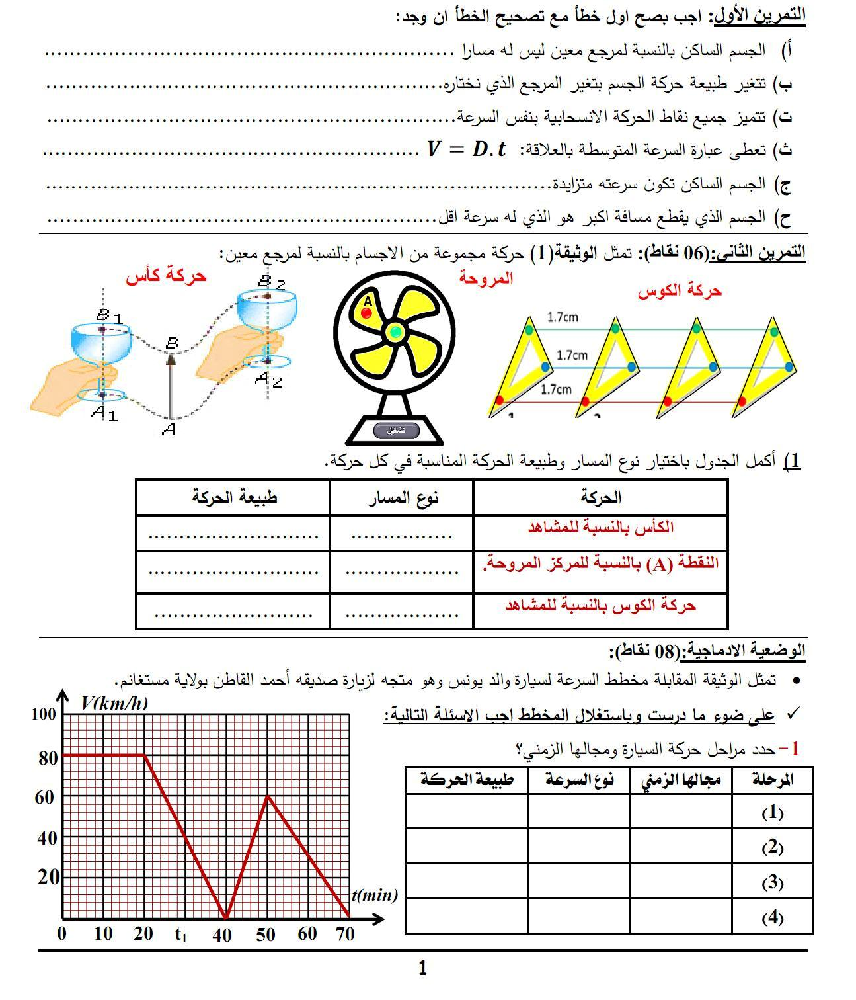 التمرين الأول: اجب بصح اول خطأ مع تصحيح الخطأ ان وجد:
أ) الجسم الساكن بالنسبة لمرجع معين ليس له مسارا ................................................................
ب) تتغير طبيعة حركة الجسم بتغير المرجع الذي نختاره..............................................................
ت) تتميز جميع نقاط الحركة الانسحابية بنفس السرعة................................................................
ث) تعطى عبارة السرعة المتوسطة بالعلاقة: V = D.t ...........................................................
ج) الجسم الساكن تكون سرعته متزايدة...............................................................................
ح) الجسم الذي يقطع مسافة اكبر هو الذي له سرعة اقل.............................................................
التمرين الثاني:(06 نقاط): تمثل الوثيقة(1) حركة مجموعة من الاجسام بالنسبة لمرجع معين:
حركة الكوس
المروحة
حركة كأس
1.7cm
1.7cm
1.7cm
1
A
تشغيل
B2
B1
B
A2
A1
A
1) أكمل الجدول باختيار نوع المسار وطبيعة الحركة المناسبة في كل حركة.
الحركة نوع المسار طبيعة الحركة
الكأس بالنسبة للمشاهد ................ ...........................
النقطة (A) بالنسبة للمركز المروحة. .................. ...........................
حركة الكوس بالنسبة للمشاهد .................. .........................
الوضعية الادماجية:(08 نقاط):
• تمثل الوثيقة المقابلة مخطط السرعة لسيارة والد يونس وهو متجه لزيارة صديقه أحمد القاطن بولاية مستغانم.
✓ على ضوء ما درست وباستغلال المخطط اجب الاسئلة التالية:
1- حدد مراحل حركة السيارة ومجالها الزمني؟
المرحلة مجالها الزمني نوع السرعة طبيعة الحركة
(1)
(2)
(3)
(4)
V(km/h)
100
80
60
40
20
t(min)
0 10 20 t₁ 40 50 60 70
1